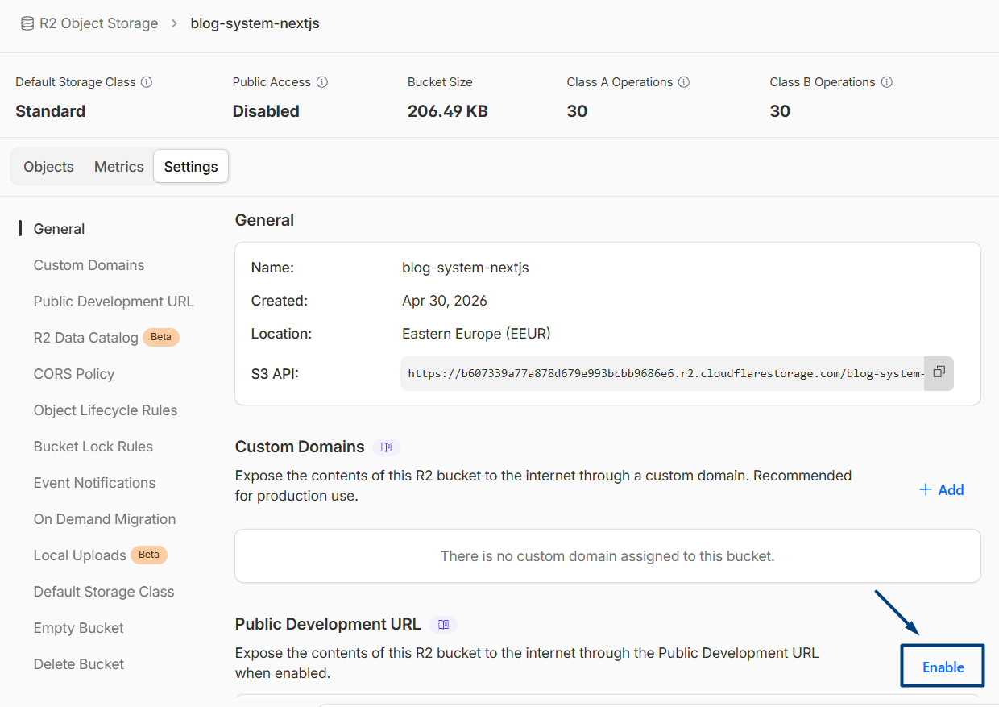 R2 Object Storage > blog-system-nextjs
Default Storage Class
Public Access
Bucket Size
Class A Operations
Class B Operations
Standard
Disabled
206.49 KB
30
30
Objects
Metrics
Settings
General
Custom Domains
Public Development URL
R2 Data Catalog Beta
CORS Policy
Object Lifecycle Rules
Bucket Lock Rules
Event Notifications
On Demand Migration
Local Uploads Beta
Default Storage Class
Empty Bucket
Delete Bucket
General
Name: blog-system-nextjs
Created: Apr 30, 2026
Location: Eastern Europe (EEUR)
S3 API: https://b607339a77a878d679e993bcbb9686e6.r2.cloudflarestorage.com/blog-system-
Custom Domains
Expose the contents of this R2 bucket to the internet through a custom domain. Recommended
for production use.
+ Add
There is no custom domain assigned to this bucket.
Public Development URL
Expose the contents of this R2 bucket to the internet through the Public Development URL
when enabled.
Enable